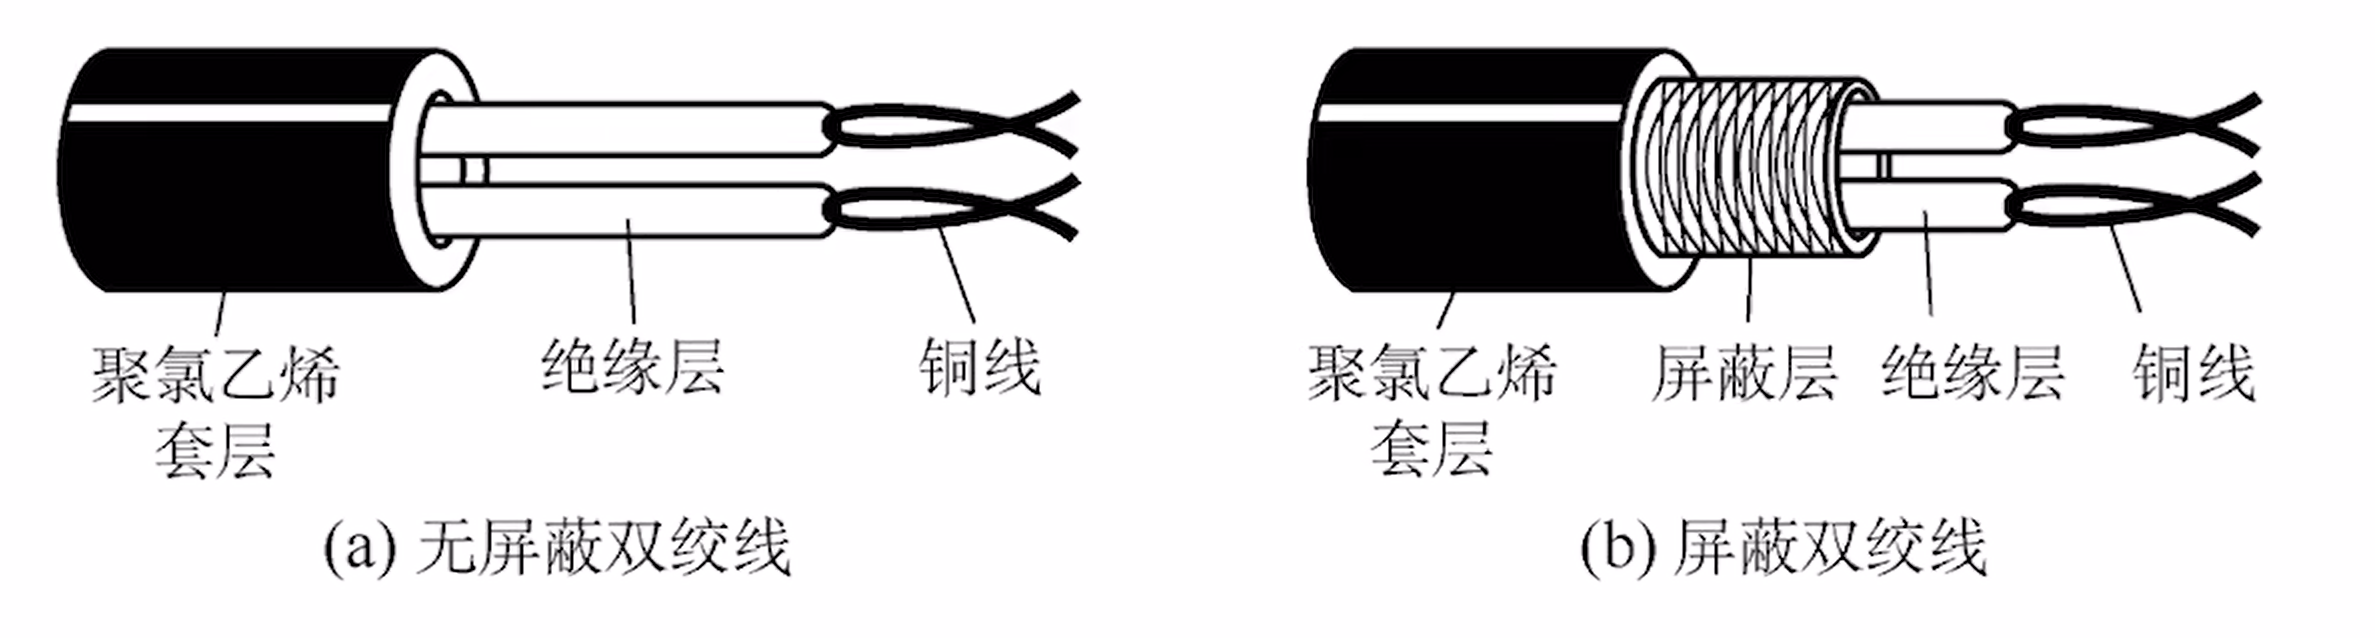 聚氯乙烯
套层
绝缘层
铜线
(a) 无屏蔽双绞线
聚氯乙烯
套层
屏蔽层
绝缘层
铜线
(b) 屏蔽双绞线